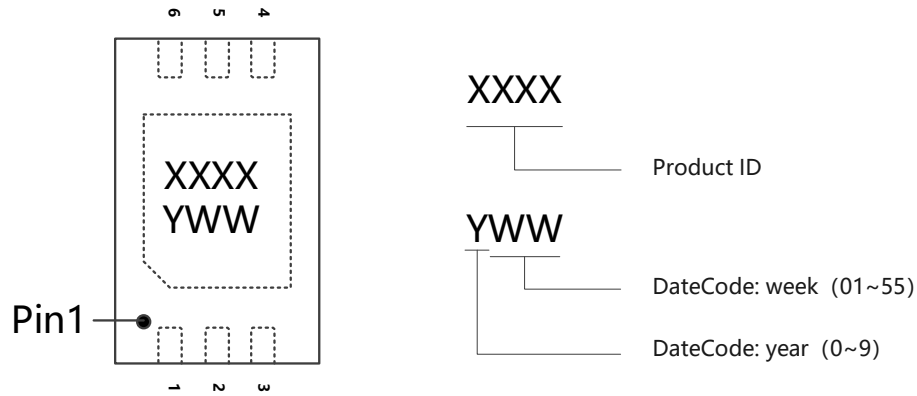 6 5 4
XXXX
YWW
Pin1
1 2 3
XXXX
Product ID
YWW
DateCode: week (01~55)
DateCode: year (0~9)